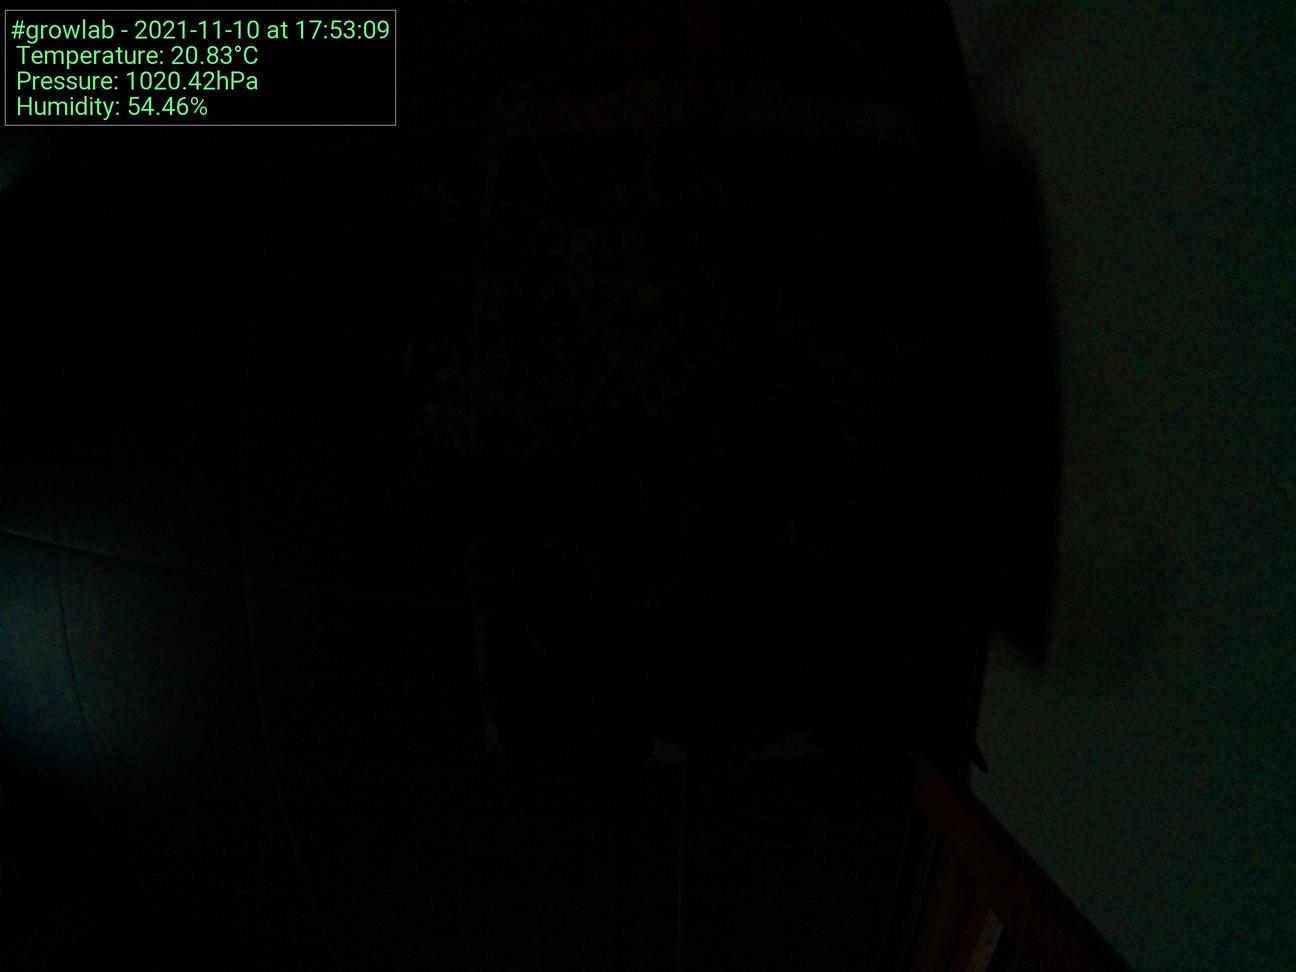 #growlab - 2021-11-10 at 17:53:09
Temperature: 20.83°C
Pressure: 1020.42hPa
Humidity: 54.46%